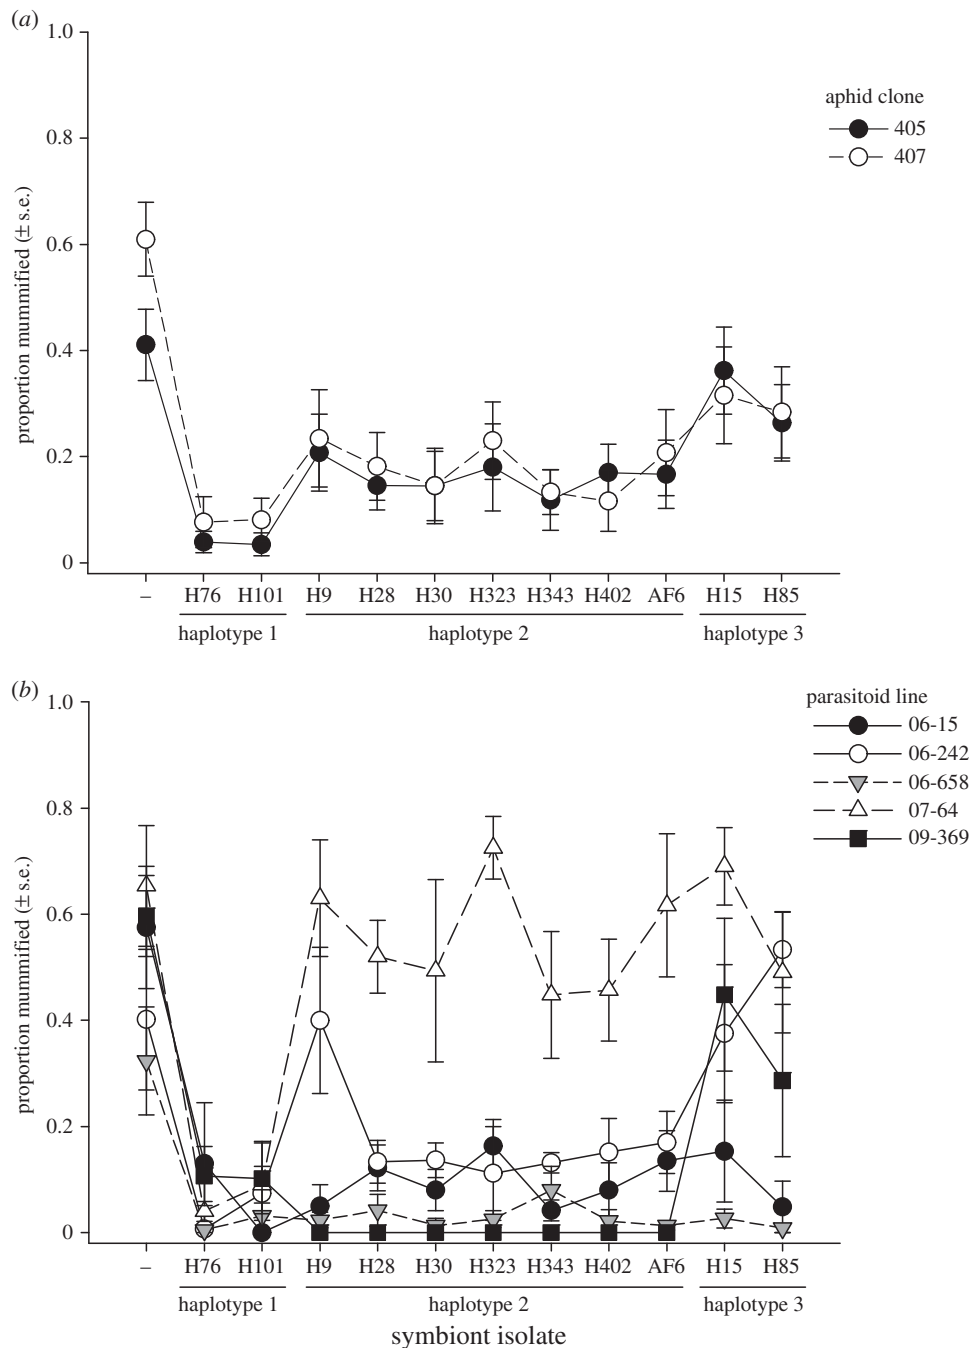 (a)
1.0
0.8
0.6
0.4
0.2
0
proportion mummified (± s.e.)
aphid clone
405
407
– H76 H101 H9 H28 H30 H323 H343 H402 AF6 H15 H85
haplotype 1 haplotype 2 haplotype 3
(b)
1.0
0.8
0.6
0.4
0.2
0
proportion mummified (± s.e.)
parasitoid line
06-15
06-242
06-658
07-64
09-369
– H76 H101 H9 H28 H30 H323 H343 H402 AF6 H15 H85
haplotype 1 haplotype 2 haplotype 3
symbiont isolate